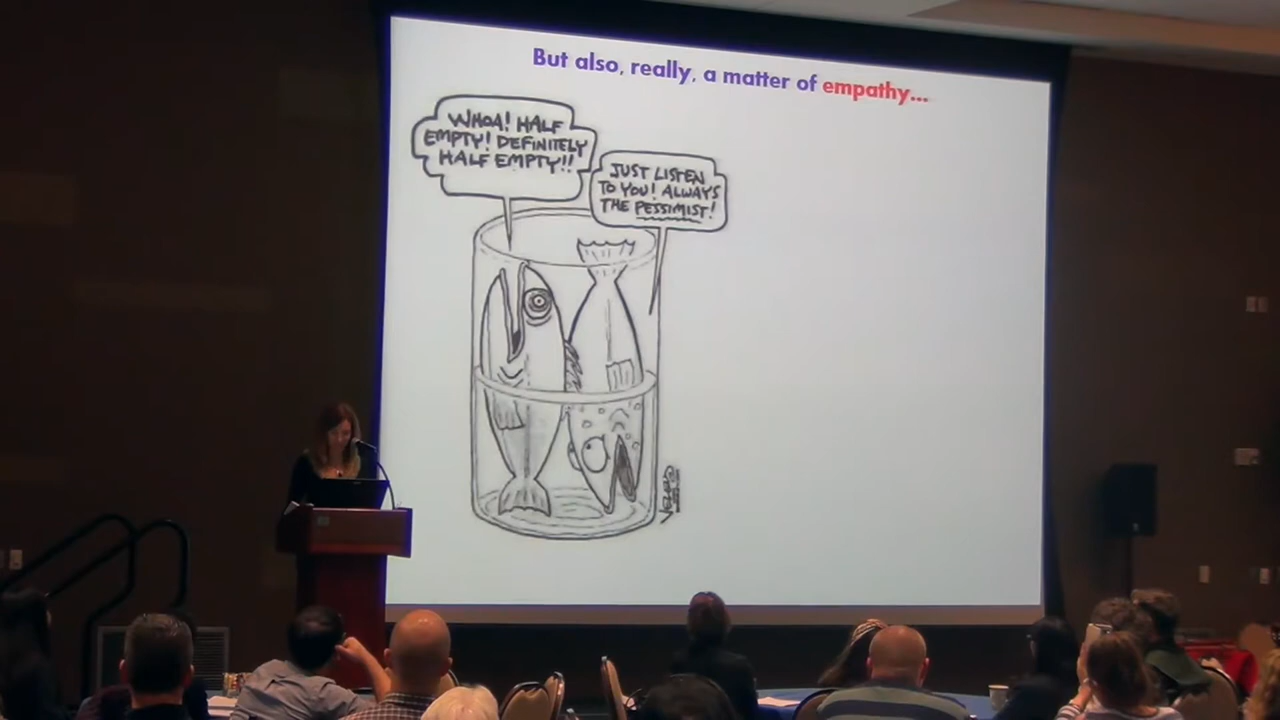 But also, really, a matter of empathy...
WHOA! HALF
EMPTY! DEFINITELY
HALF EMPTY!!
JUST LISTEN
TO YOU! ALWAYS
THE PESSIMIST!